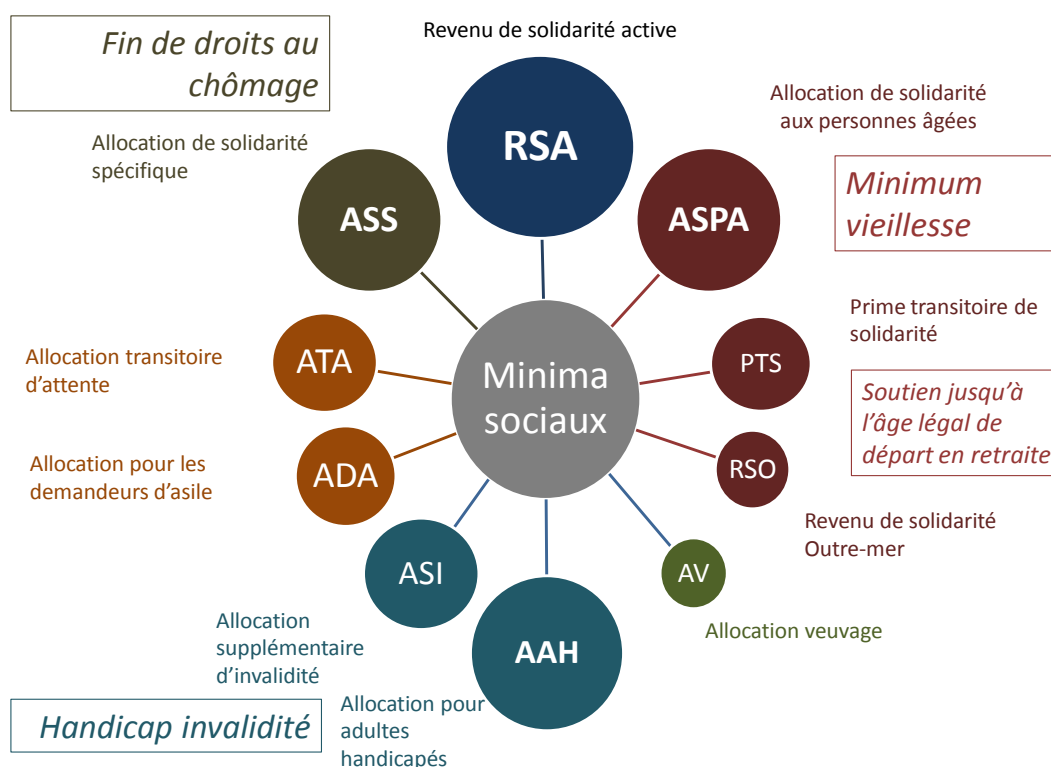 Fin de droits au
chômage
Revenu de solidarité active
RSA
Allocation de solidarité
aux personnes âgées
Allocation de solidarité
spécifique
ASS
ASPA
Minimum
vieillesse
Prime transitoire de
solidarité
PTS
Allocation transitoire
d'attente
ATA
Minima
sociaux
Soutien jusqu'à
l'âge légal de
départ en retraite
Allocation pour les
demandeurs d'asile
ADA
RSO
Revenu de solidarité
Outre-mer
ASI
AV
Allocation
supplémentaire
d'invalidité
AAH
Allocation veuvage
Handicap invalidité
Allocation pour
adultes
handicapés